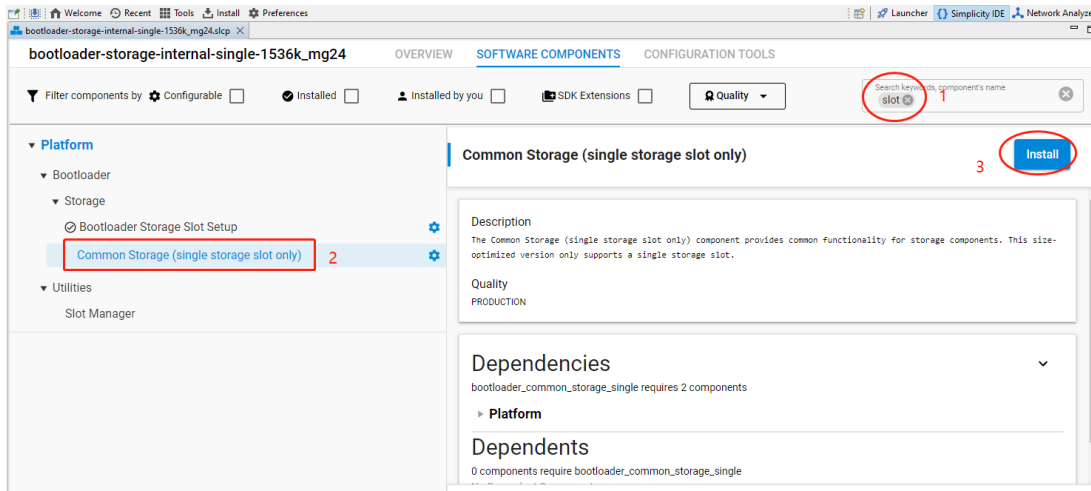 Welcome Recent Tools Install Preferences
Launcher {} Simplicity IDE Network Analyze
bootloader-storage-internal-single-1536k_mg24.slcp
bootloader-storage-internal-single-1536k_mg24 OVERVIEW SOFTWARE COMPONENTS CONFIGURATION TOOLS
Filter components by Configurable Installed Installed by you SDK Extensions Quality
Search keywords, component's name
slot 1
Platform
Bootloader
Storage
Bootloader Storage Slot Setup
Common Storage (single storage slot only) 2
Utilities
Slot Manager
Common Storage (single storage slot only) 3 Install
Description
The Common Storage (single storage slot only) component provides common functionality for storage components. This size-
optimized version only supports a single storage slot.
Quality
PRODUCTION
Dependencies
bootloader_common_storage_single requires 2 components
Platform
Dependents
0 components require bootloader_common_storage_single